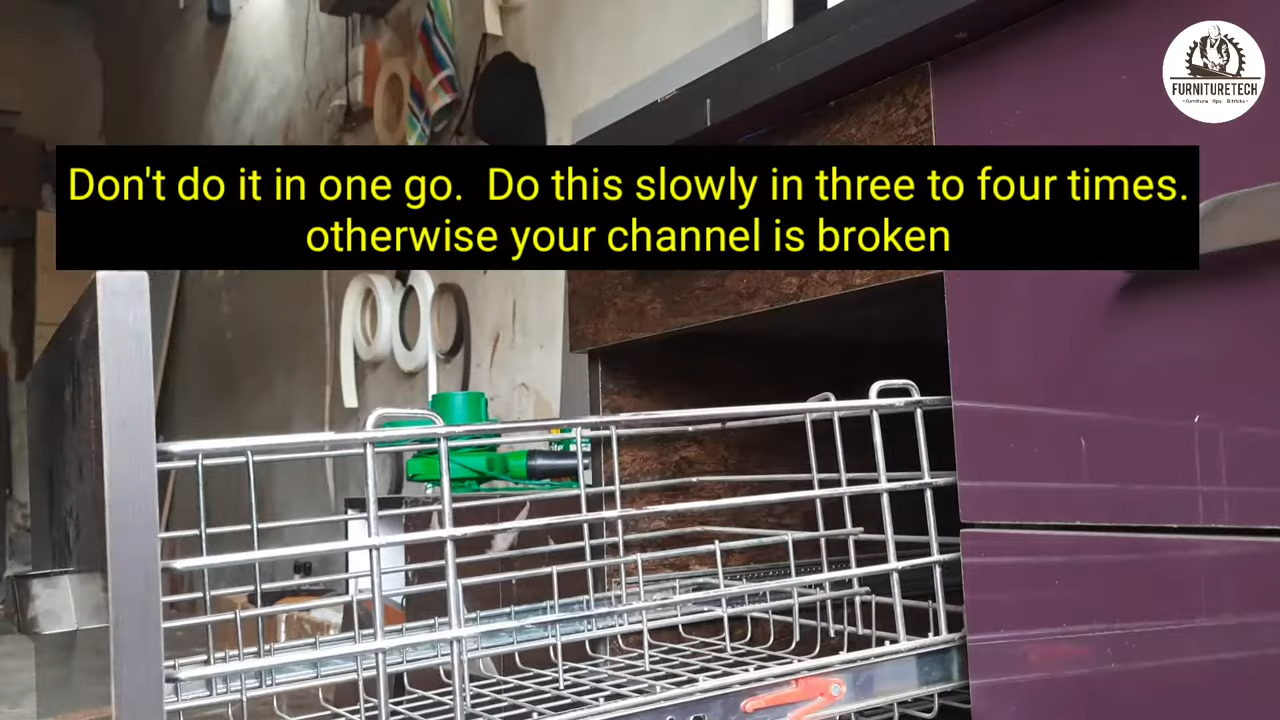 FURNITURETECH
Don't do it in one go.  Do this slowly in three to four times.
otherwise your channel is broken